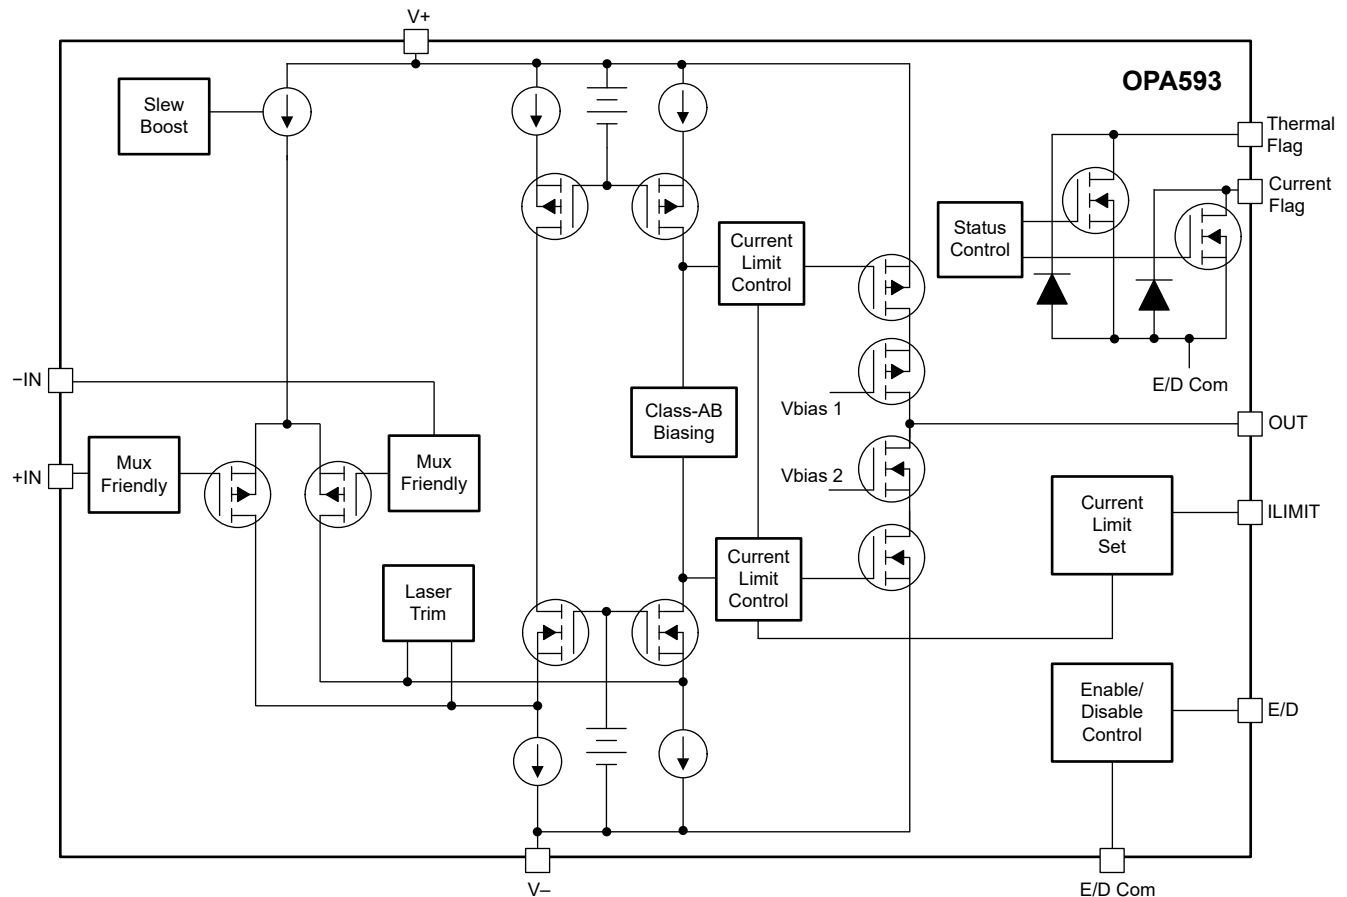 V+
OPA593
Slew
Boost
Thermal
Flag
Current
Flag
Status
Control
Current
Limit
Control
E/D Com
−IN
Class-AB
Biasing
Vbias 1
OUT
+IN
Mux
Friendly
Mux
Friendly
Vbias 2
Current
Limit
Set
ILIMIT
Current
Limit
Control
Laser
Trim
Enable/
Disable
Control
E/D
V–
E/D Com